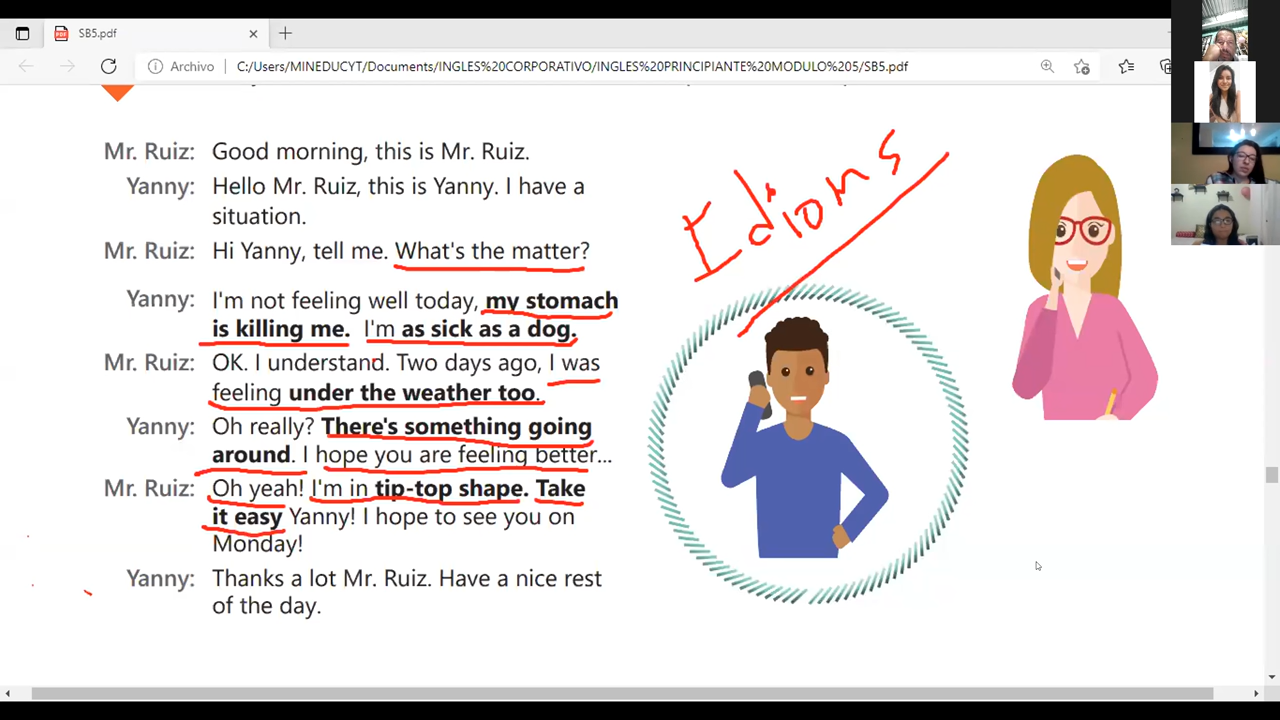 SB5.pdf
Archivo
C:/Users/MINEDUCYT/Documents/INGLES%20CORPORATIVO/INGLES%20PRINCIPIANTE%20MODULO%205/SB5.pdf
Mr. Ruiz: Good morning, this is Mr. Ruiz.
Yanny: Hello Mr. Ruiz, this is Yanny. I have a
situation.
Mr. Ruiz: Hi Yanny, tell me. What's the matter?
Yanny: I'm not feeling well today, my stomach
is killing me. I'm as sick as a dog.
Mr. Ruiz: OK. I understand. Two days ago, I was
feeling under the weather too.
Yanny: Oh really? There's something going
around. I hope you are feeling better...
Mr. Ruiz: Oh yeah! I'm in tip-top shape. Take
it easy Yanny! I hope to see you on
Monday!
Yanny: Thanks a lot Mr. Ruiz. Have a nice rest
of the day.
Idioms